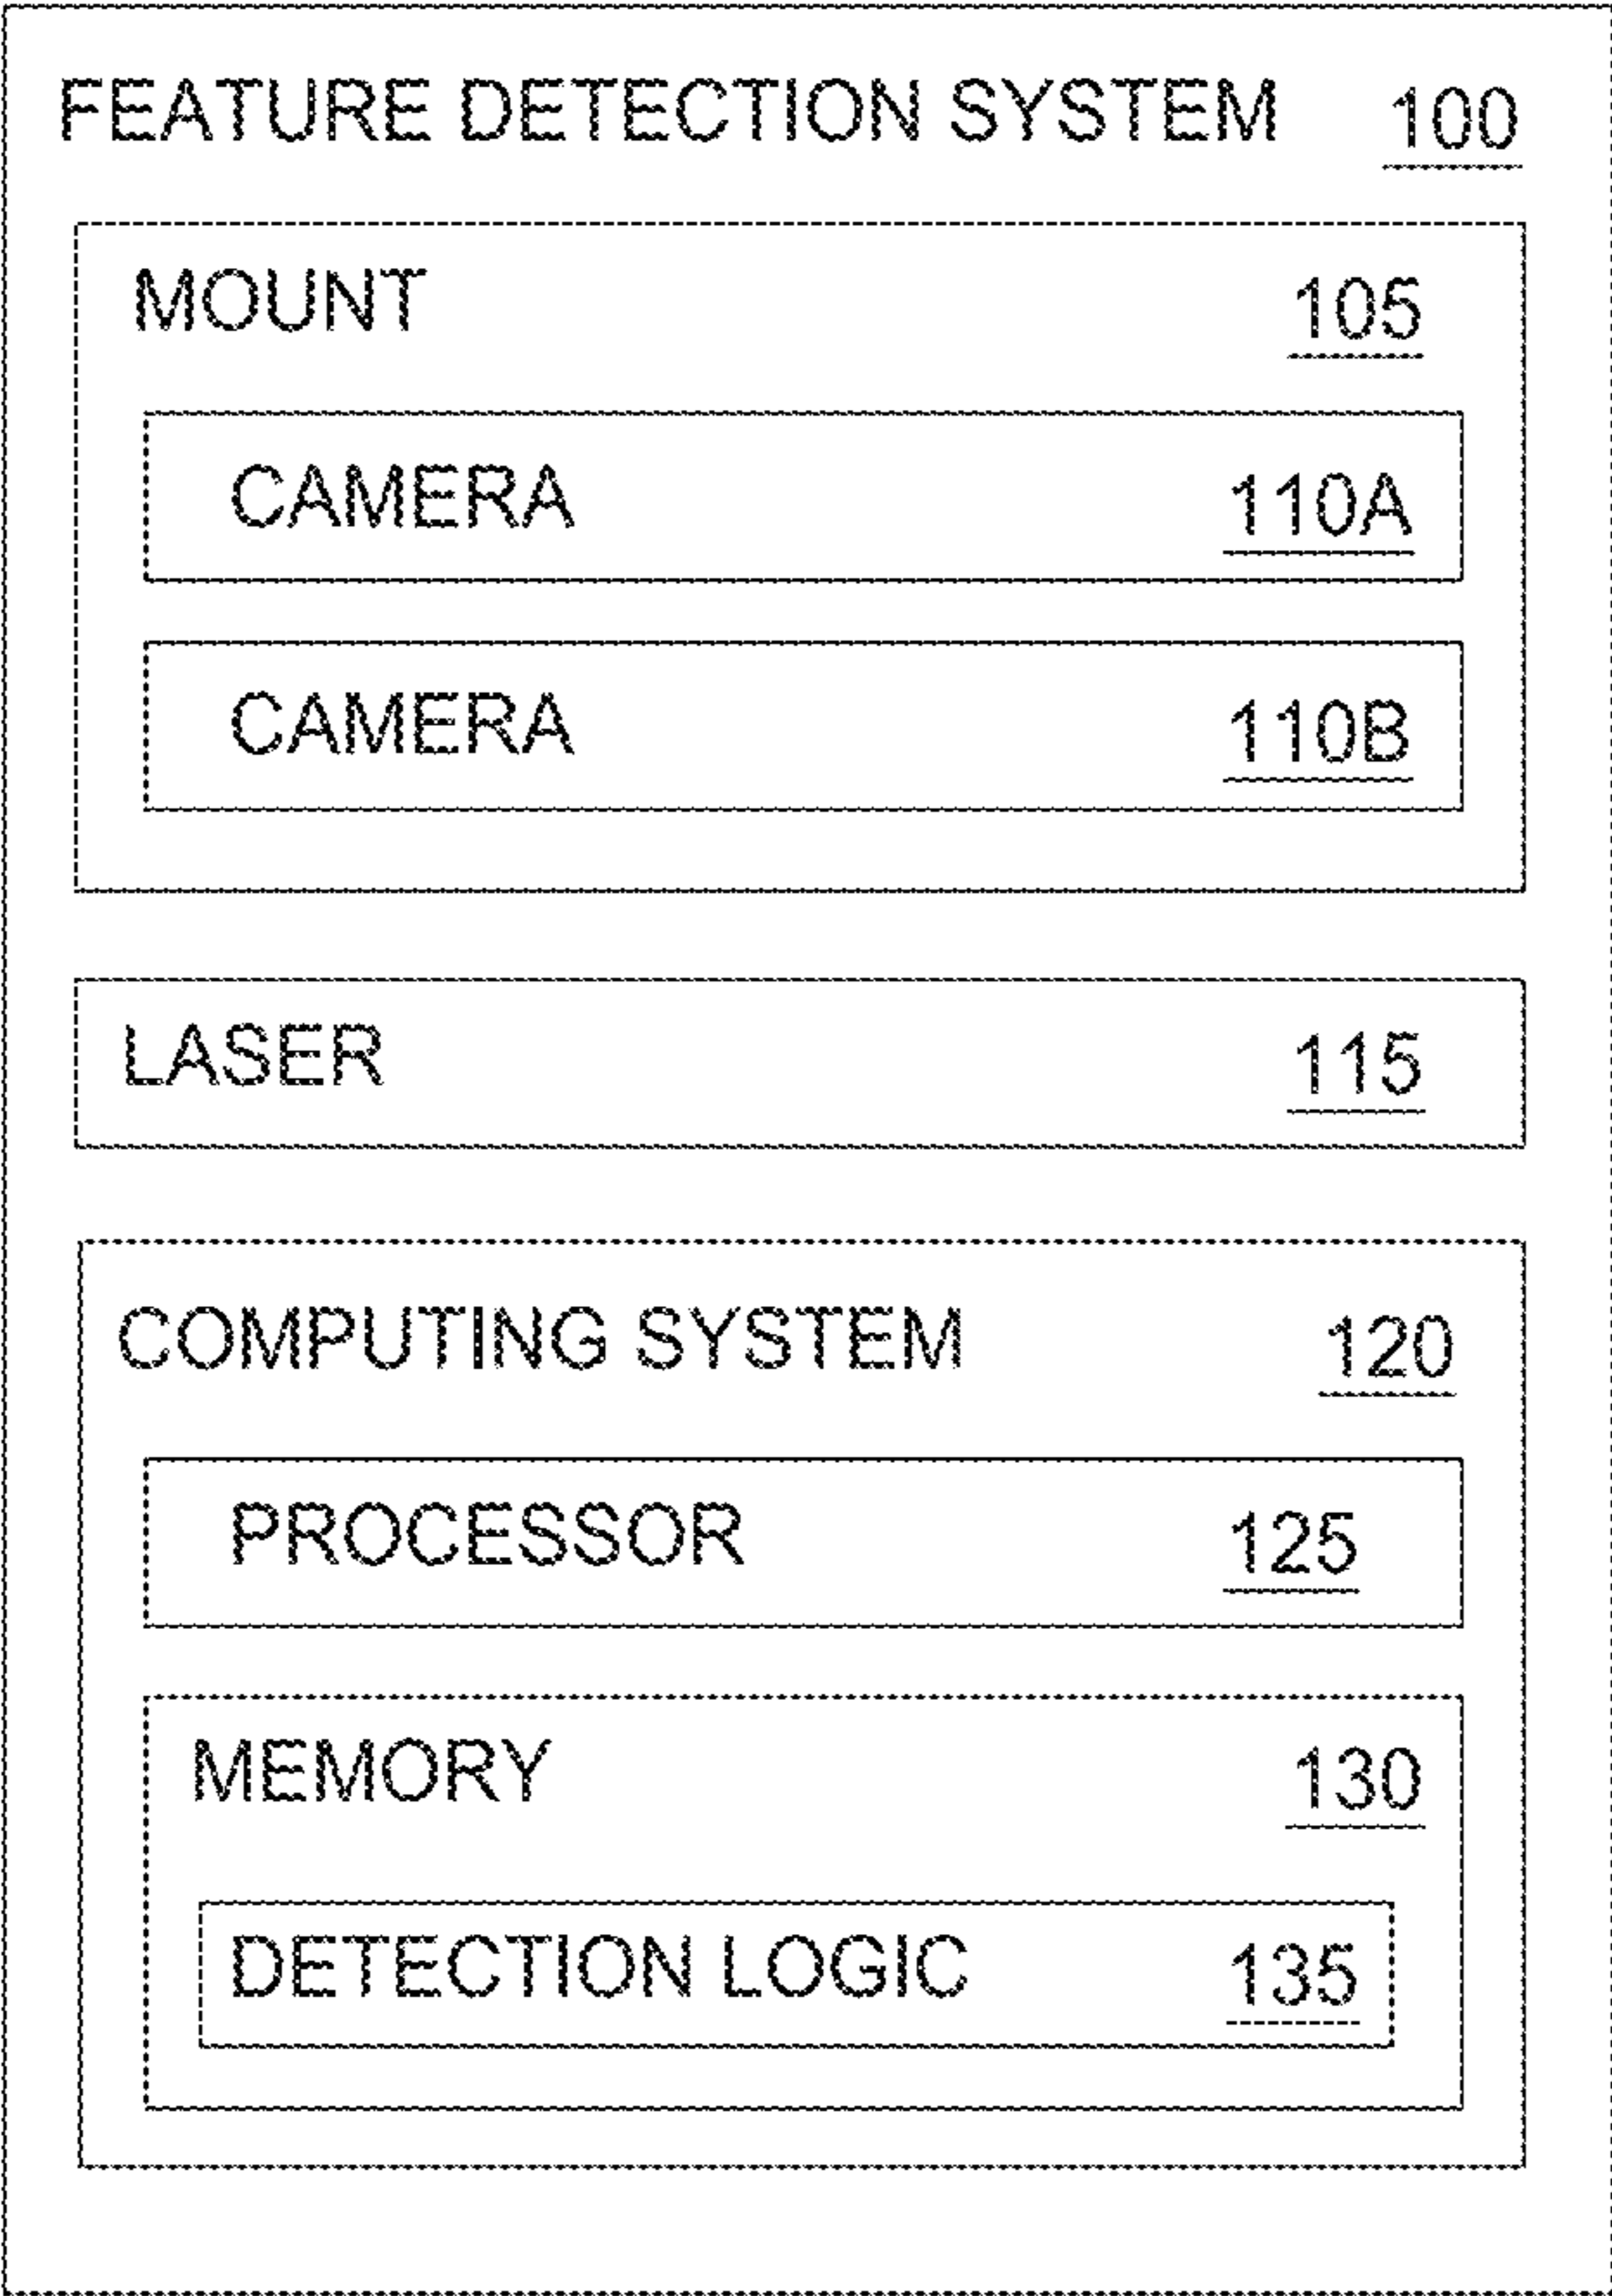 FEATURE DETECTION SYSTEM 100
MOUNT 105
CAMERA 110A
CAMERA 110B
LASER 115
COMPUTING SYSTEM 120
PROCESSOR 125
MEMORY 130
DETECTION LOGIC 135